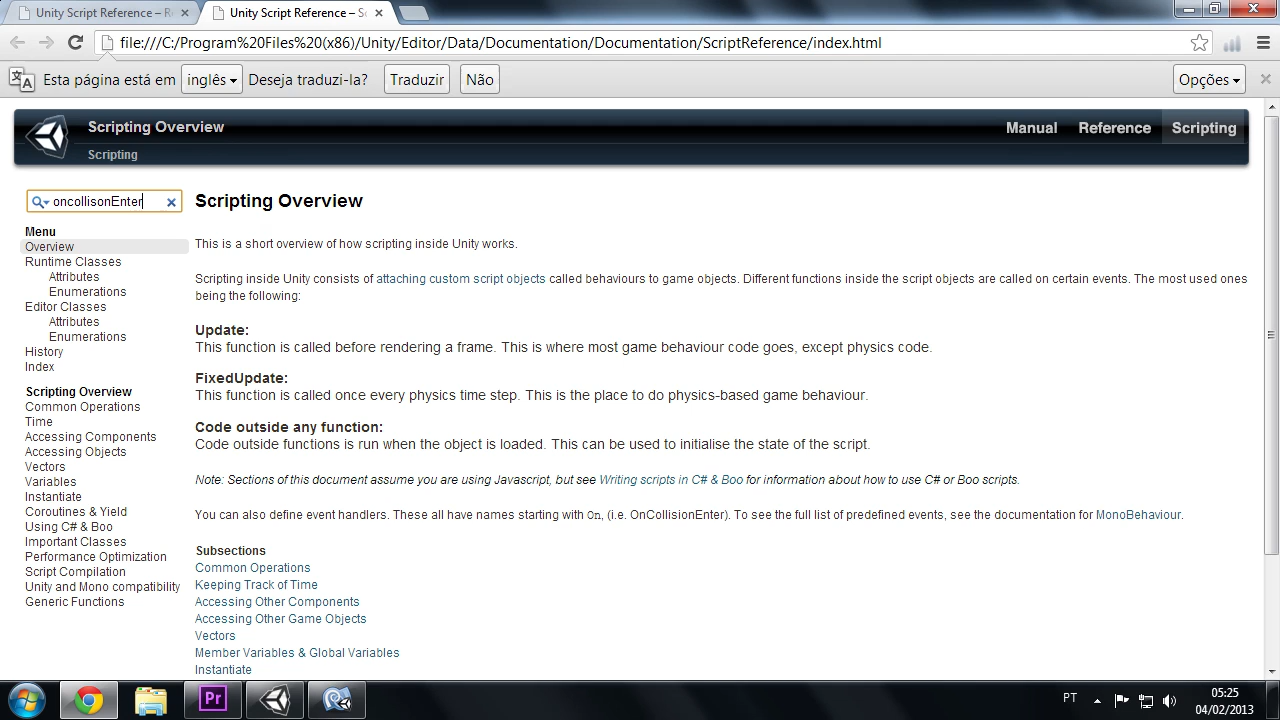 Unity Script Reference – R
Unity Script Reference – Sc
file:///C:/Program%20Files%20(x86)/Unity/Editor/Data/Documentation/Documentation/ScriptReference/index.html
Esta página está em inglês Deseja traduzi-la? Traduzir Não Opções
Scripting Overview
Scripting
Manual Reference Scripting
oncollisonEnter
Menu
Overview
Runtime Classes
Attributes
Enumerations
Editor Classes
Attributes
Enumerations
History
Index
Scripting Overview
Common Operations
Time
Accessing Components
Accessing Objects
Vectors
Variables
Instantiate
Coroutines & Yield
Using C# & Boo
Important Classes
Performance Optimization
Script Compilation
Unity and Mono compatibility
Generic Functions
Scripting Overview
This is a short overview of how scripting inside Unity works.
Scripting inside Unity consists of attaching custom script objects called behaviours to game objects. Different functions inside the script objects are called on certain events. The most used ones
being the following:
Update:
This function is called before rendering a frame. This is where most game behaviour code goes, except physics code.
FixedUpdate:
This function is called once every physics time step. This is the place to do physics-based game behaviour.
Code outside any function:
Code outside functions is run when the object is loaded. This can be used to initialise the state of the script.
Note: Sections of this document assume you are using Javascript, but see Writing scripts in C# & Boo for information about how to use C# or Boo scripts.
You can also define event handlers. These all have names starting with On, (i.e. OnCollisionEnter). To see the full list of predefined events, see the documentation for MonoBehaviour.
Subsections
Common Operations
Keeping Track of Time
Accessing Other Components
Accessing Other Game Objects
Vectors
Member Variables & Global Variables
Instantiate
Pr
PT
05:25
04/02/2013